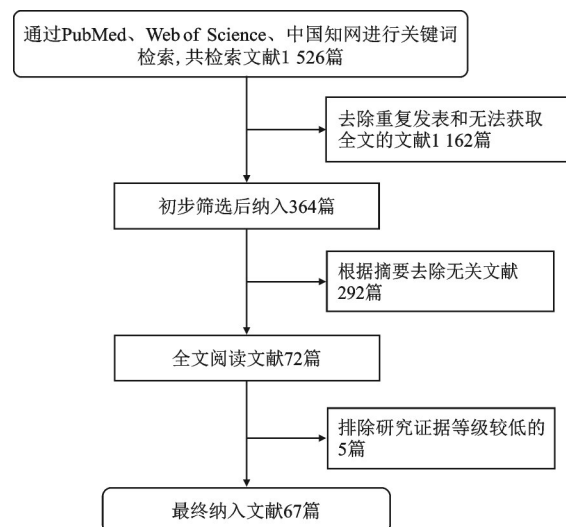 通过PubMed、Web of Science、中国知网进行关键词
检索,共检索文献1 526篇
去除重复发表和无法获取
全文的文献1 162篇
初步筛选后纳入364篇
根据摘要去除无关文献
292篇
全文阅读文献72篇
排除研究证据等级较低的
5篇
最终纳入文献67篇